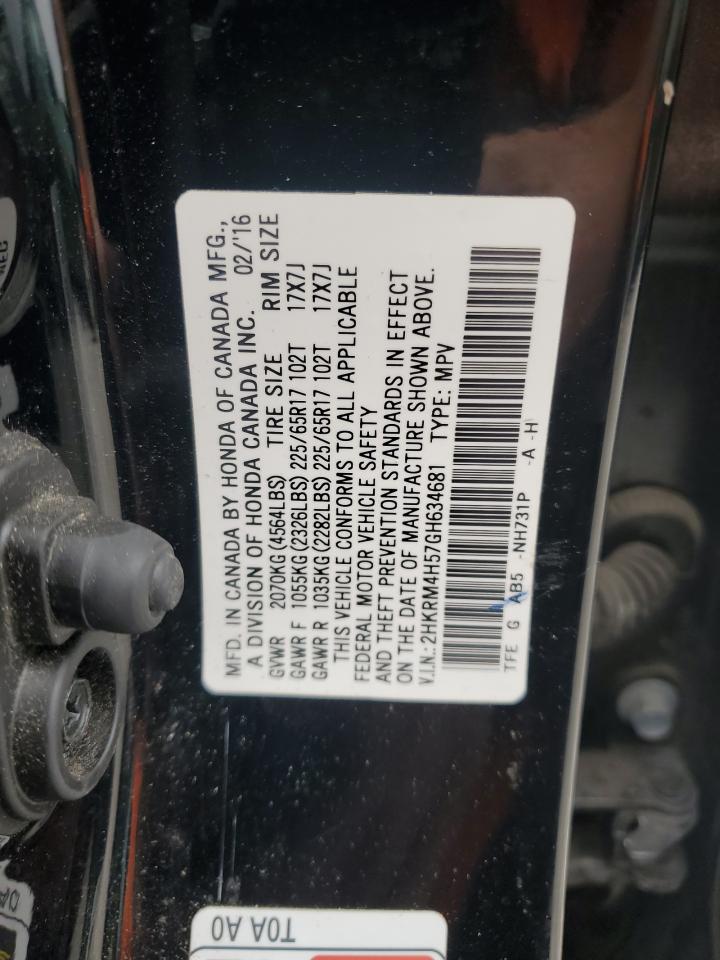 MFD. IN CANADA BY HONDA OF CANADA MFG.,
A DIVISION OF HONDA CANADA INC. 02/'16
GVWR 2070KG(4564LBS) TIRE SIZE RIM SIZE
GAWR F 1055KG(2326LBS) 225/65R17 102T 17X7J
GAWR R 1035KG(2282LBS) 225/65R17 102T 17X7J
THIS VEHICLE CONFORMS TO ALL APPLICABLE
FEDERAL MOTOR VEHICLE SAFETY
AND THEFT PREVENTION STANDARDS IN EFFECT
ON THE DATE OF MANUFACTURE SHOWN ABOVE.
V.I.N.: 2HKRM4H57GH634681 TYPE: MPV
TFE G AB5 -NH731P -A -H
T0A A0